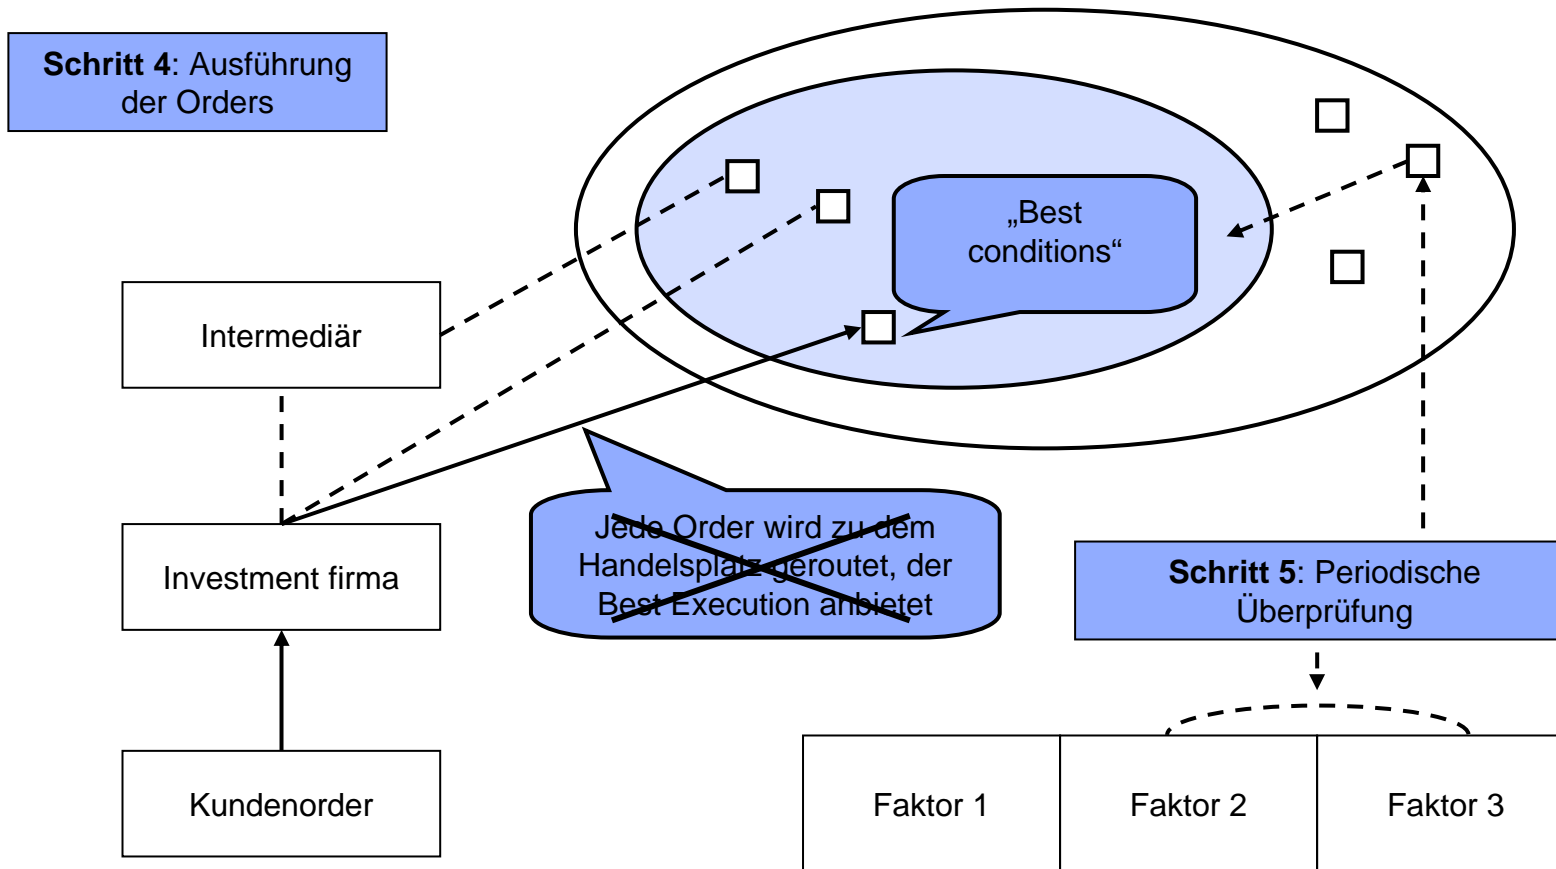 Schritt 4: Ausführung
der Orders
„Best
conditions“
Intermediär
Jede Order wird zu dem
Handelsplatz geroutet, der
Best Execution anbietet
Investment firma
Schritt 5: Periodische
Überprüfung
Kundenorder
Faktor 1
Faktor 2
Faktor 3